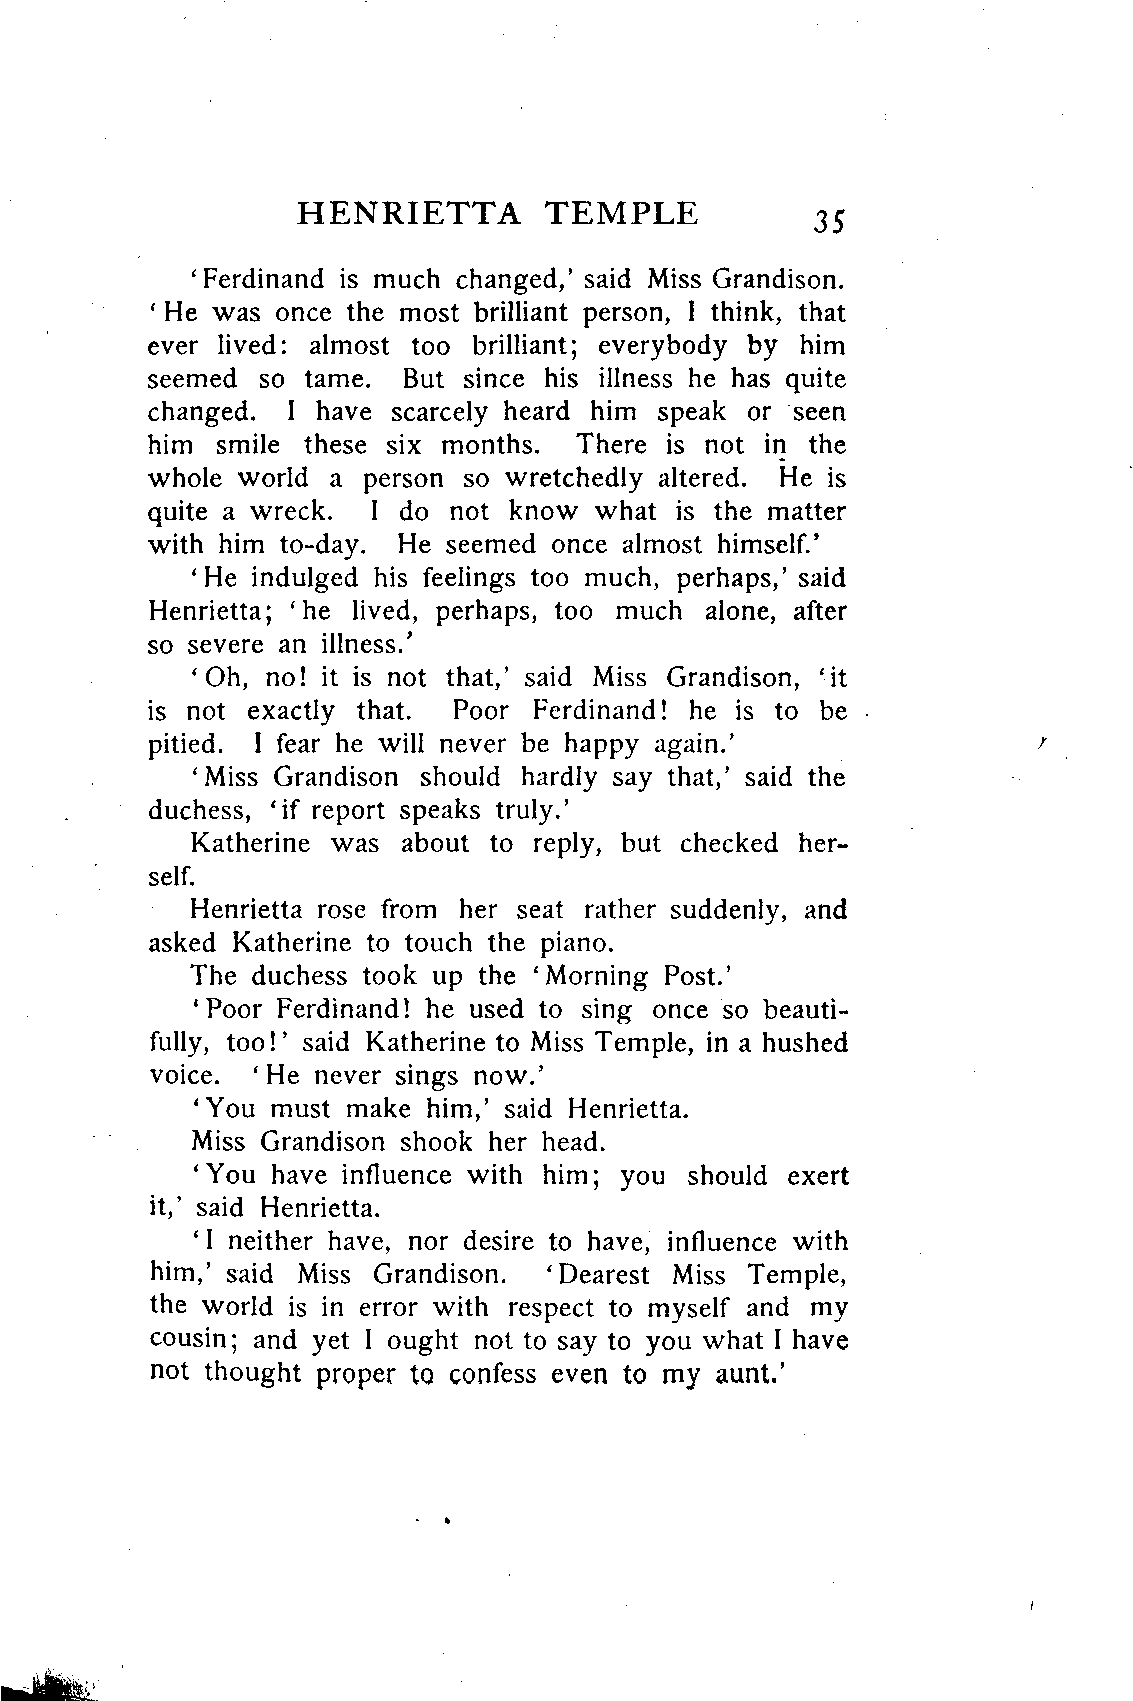 HENRIETTA TEMPLE 35
‘Ferdinand is much changed,’ said Miss Grandison.
‘He was once the most brilliant person, I think, that
ever lived: almost too brilliant; everybody by him
seemed so tame. But since his illness he has quite
changed. I have scarcely heard him speak or seen
him smile these six months. There is not in the
whole world a person so wretchedly altered. He is
quite a wreck. I do not know what is the matter
with him to-day. He seemed once almost himself.’
‘He indulged his feelings too much, perhaps,’ said
Henrietta; ‘he lived, perhaps, too much alone, after
so severe an illness.’
‘Oh, no! it is not that,’ said Miss Grandison, ‘it
is not exactly that. Poor Ferdinand! he is to be
pitied. I fear he will never be happy again.’
‘Miss Grandison should hardly say that,’ said the
duchess, ‘if report speaks truly.’
Katherine was about to reply, but checked her-
self.
Henrietta rose from her seat rather suddenly, and
asked Katherine to touch the piano.
The duchess took up the ‘Morning Post.’
‘Poor Ferdinand! he used to sing once so beauti-
fully, too!’ said Katherine to Miss Temple, in a hushed
voice. ‘He never sings now.’
‘You must make him,’ said Henrietta.
Miss Grandison shook her head.
‘You have influence with him; you should exert
it,’ said Henrietta.
‘I neither have, nor desire to have, influence with
him,’ said Miss Grandison. ‘Dearest Miss Temple,
the world is in error with respect to myself and my
cousin; and yet I ought not to say to you what I have
not thought proper to confess even to my aunt.’